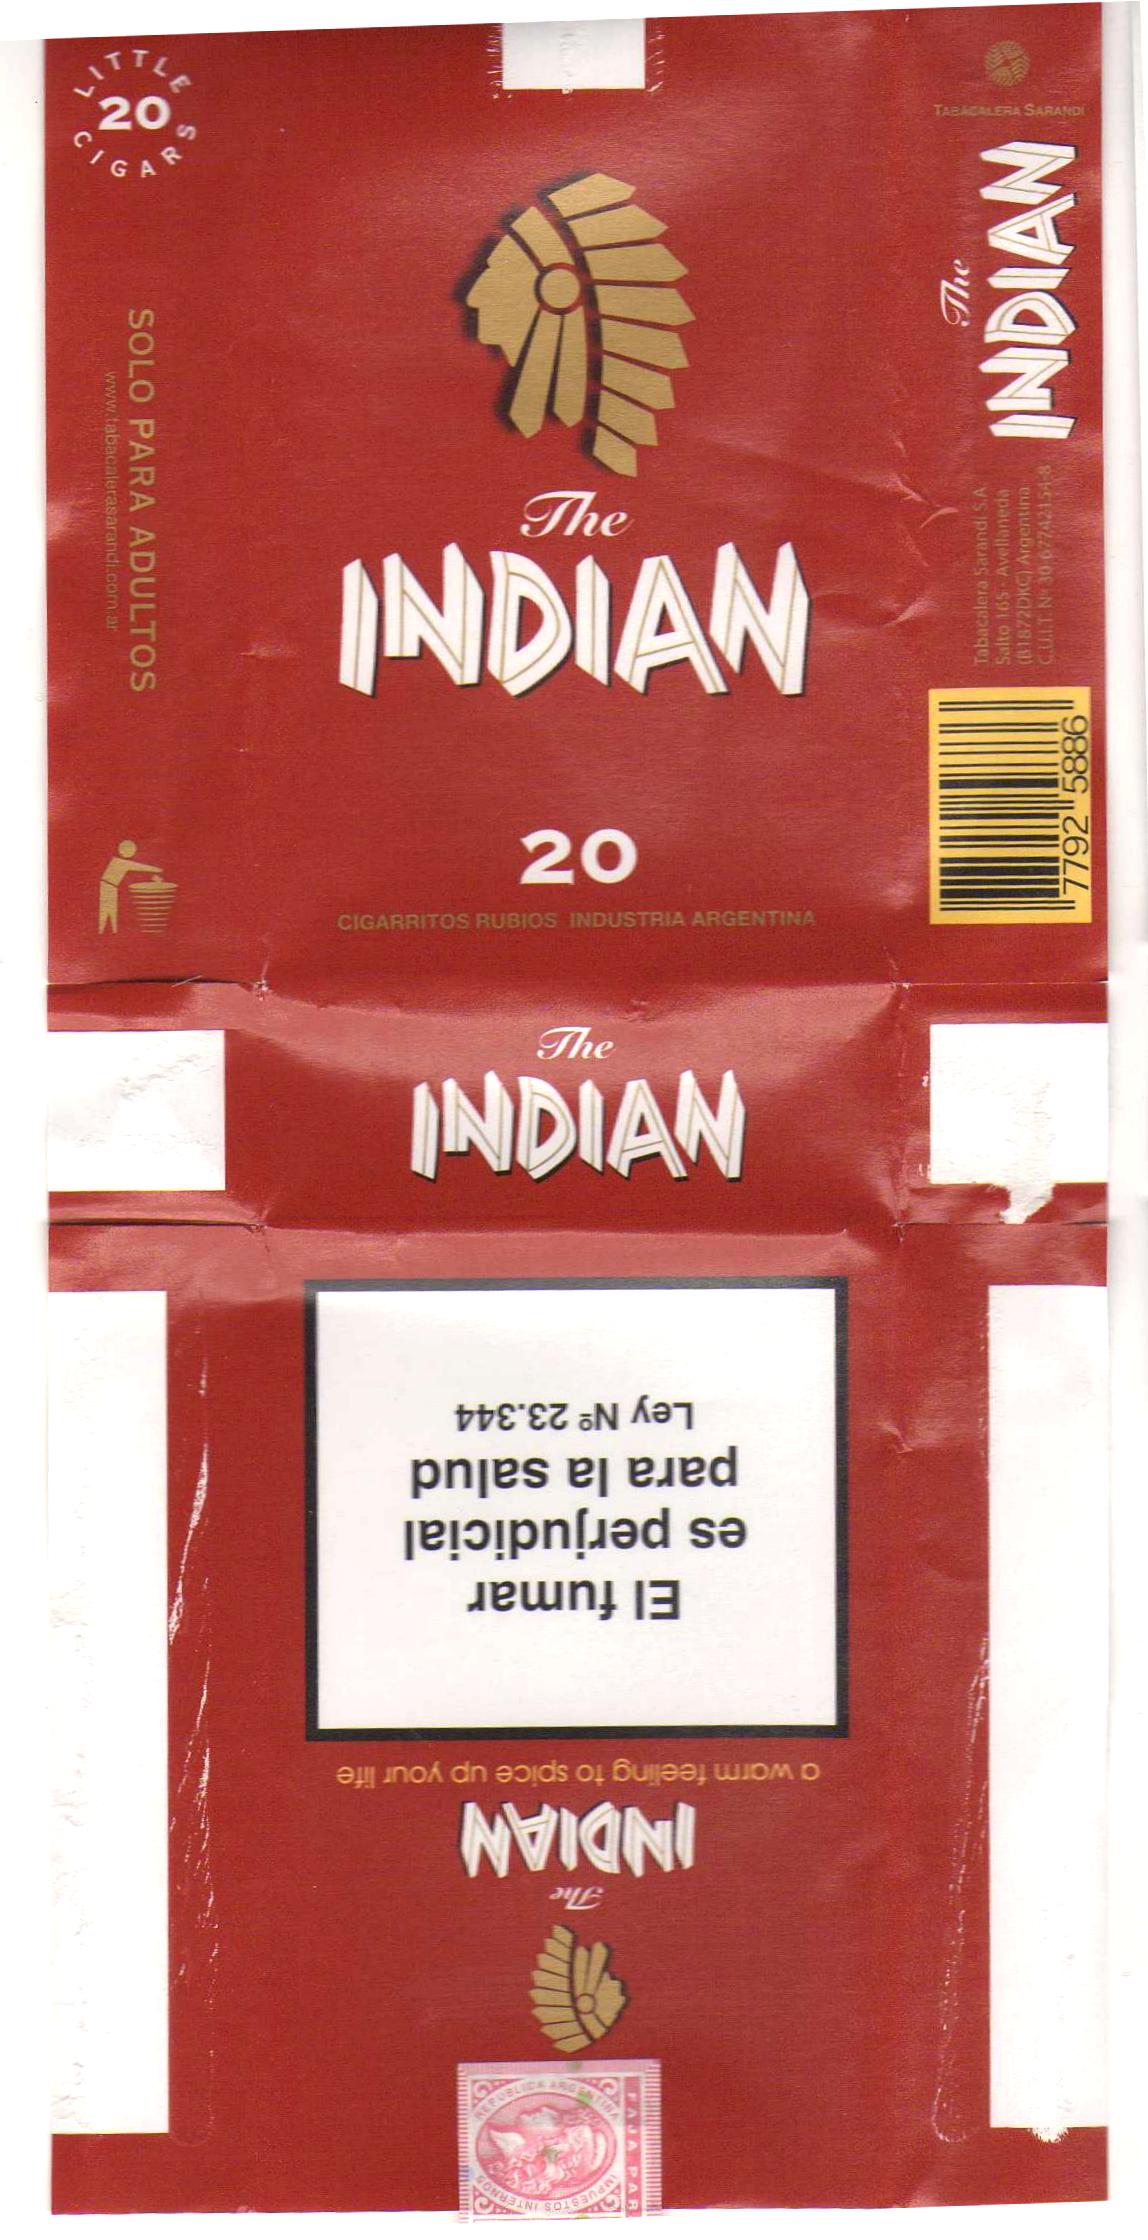 LITTLE
20
CIGARS
SOLO PARA ADULTOS
www.tabacalerasarandi.com.ar
The
INDIAN
20
CIGARRITOS RUBIOS INDUSTRIA ARGENTINA
TABACALERA SARANDI
The
INDIAN
Tabacalera Sarandi S.A.
Salto 165 - Avellaneda
(B1872DKC) Argentina
C.U.I.T. Nº 30-67742154-8
7792 5886
The
INDIAN
El fumar
es perjudicial
para la salud
Ley Nº 23.344
a warm feeling to spice up your life
The
INDIAN
REPUBLICA ARGENTINA
IMPUESTOS INTERNOS
FAJA PAR